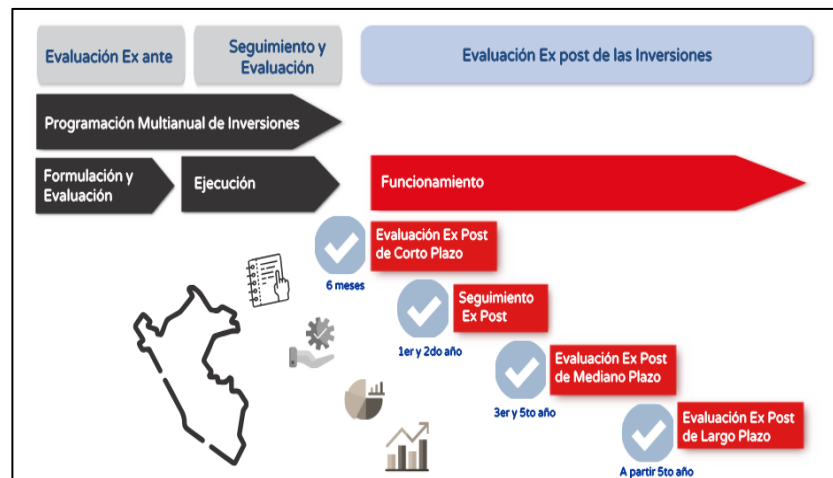 Evaluación Ex ante
Seguimiento y
Evaluación
Evaluación Ex post de las Inversiones
Programación Multianual de Inversiones
Formulación y
Evaluación
Ejecución
Funcionamiento
Evaluación Ex Post
de Corto Plazo
6 meses
Seguimiento
Ex Post
1er y 2do año
Evaluación Ex Post
de Mediano Plazo
3er y 5to año
Evaluación Ex Post
de Largo Plazo
A partir 5to año